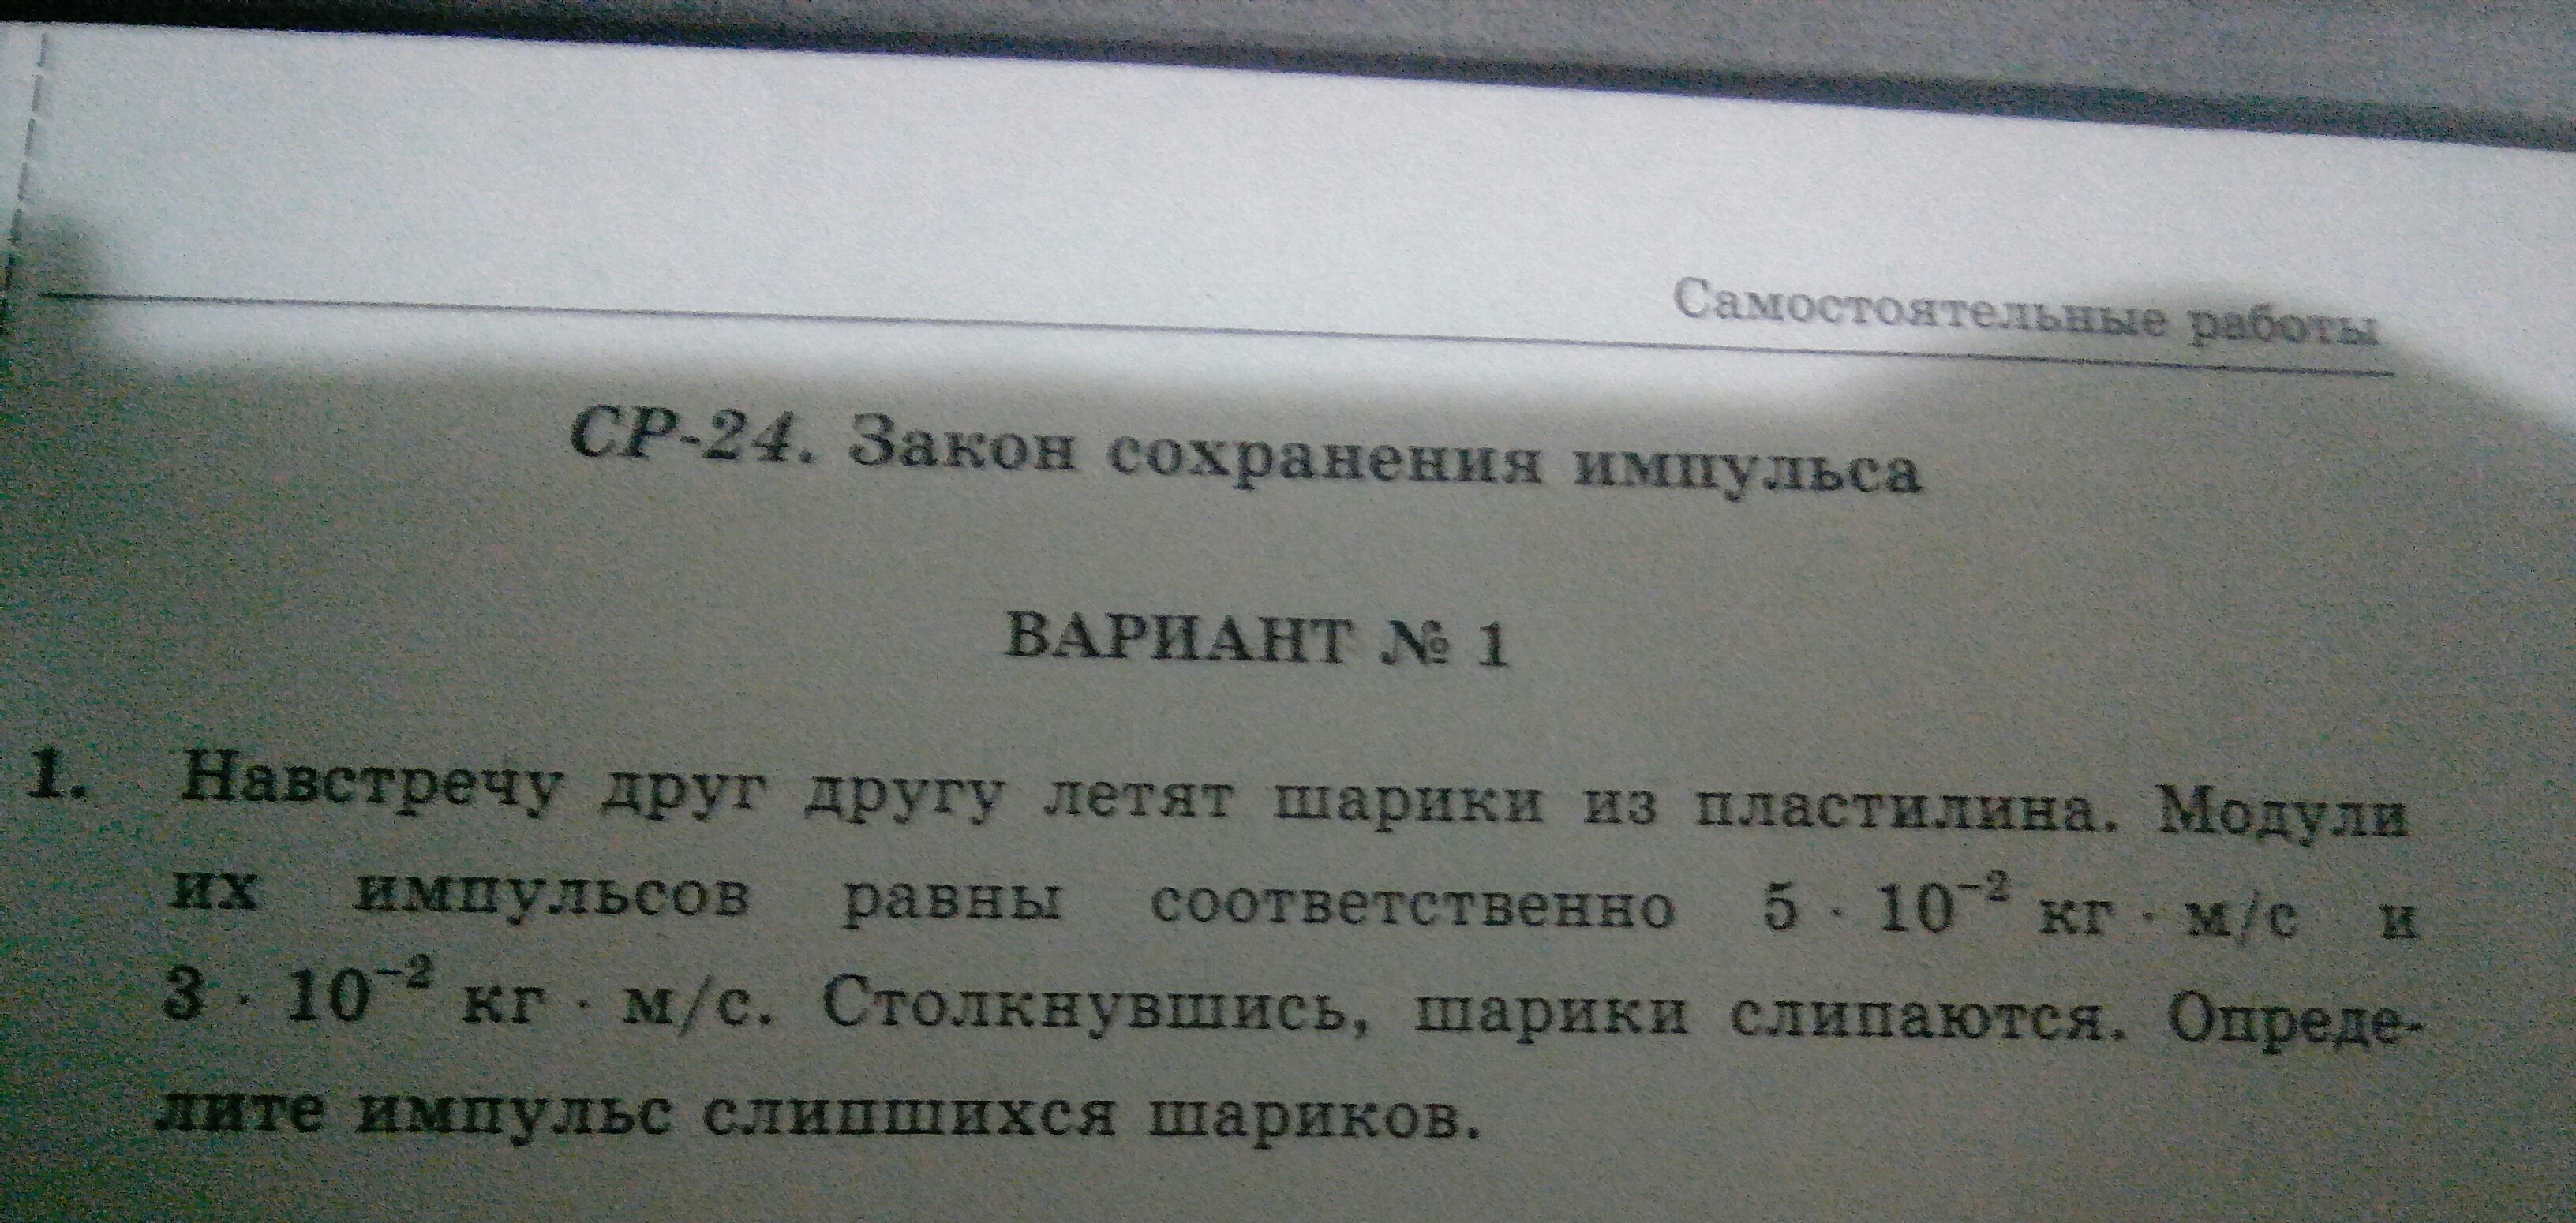 Самостоятельные работы
СР-24. Закон сохранения импульса
ВАРИАНТ № 1
1. Навстречу друг другу летят шарики из пластилина. Модули
их импульсов равны соответственно 5 · 10⁻² кг · м/с и
3 · 10⁻² кг · м/с. Столкнувшись, шарики слипаются. Опреде-
лите импульс слипшихся шариков.